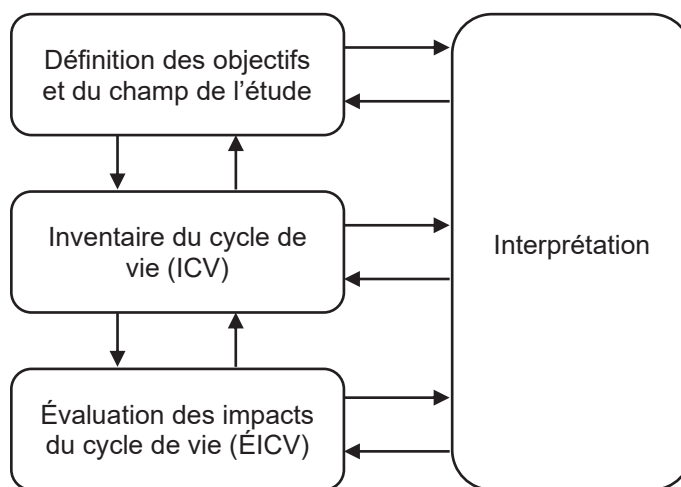 Définition des objectifs
et du champ de l’étude
Inventaire du cycle de
vie (ICV)
Interprétation
Évaluation des impacts
du cycle de vie (ÉICV)